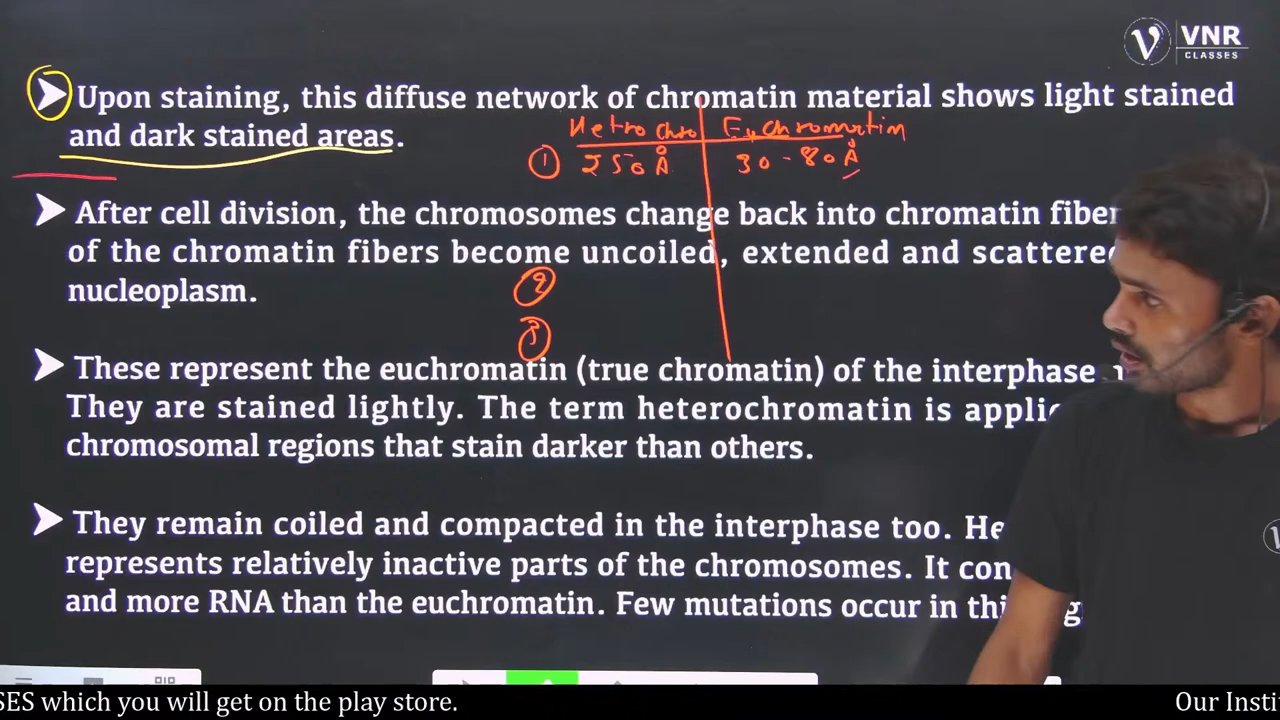 VNR
CLASSES
Upon staining, this diffuse network of chromatin material shows light stained
and dark stained areas.
Hetrochro Euchromatin
① 250 Å 30-80 Å
After cell division, the chromosomes change back into chromatin fiber
of the chromatin fibers become uncoiled, extended and scattered
nucleoplasm.
②
③
These represent the euchromatin (true chromatin) of the interphase
They are stained lightly. The term heterochromatin is applie
chromosomal regions that stain darker than others.
They remain coiled and compacted in the interphase too. He
represents relatively inactive parts of the chromosomes. It con
and more RNA than the euchromatin. Few mutations occur in thi
SES which you will get on the play store. Our Insti